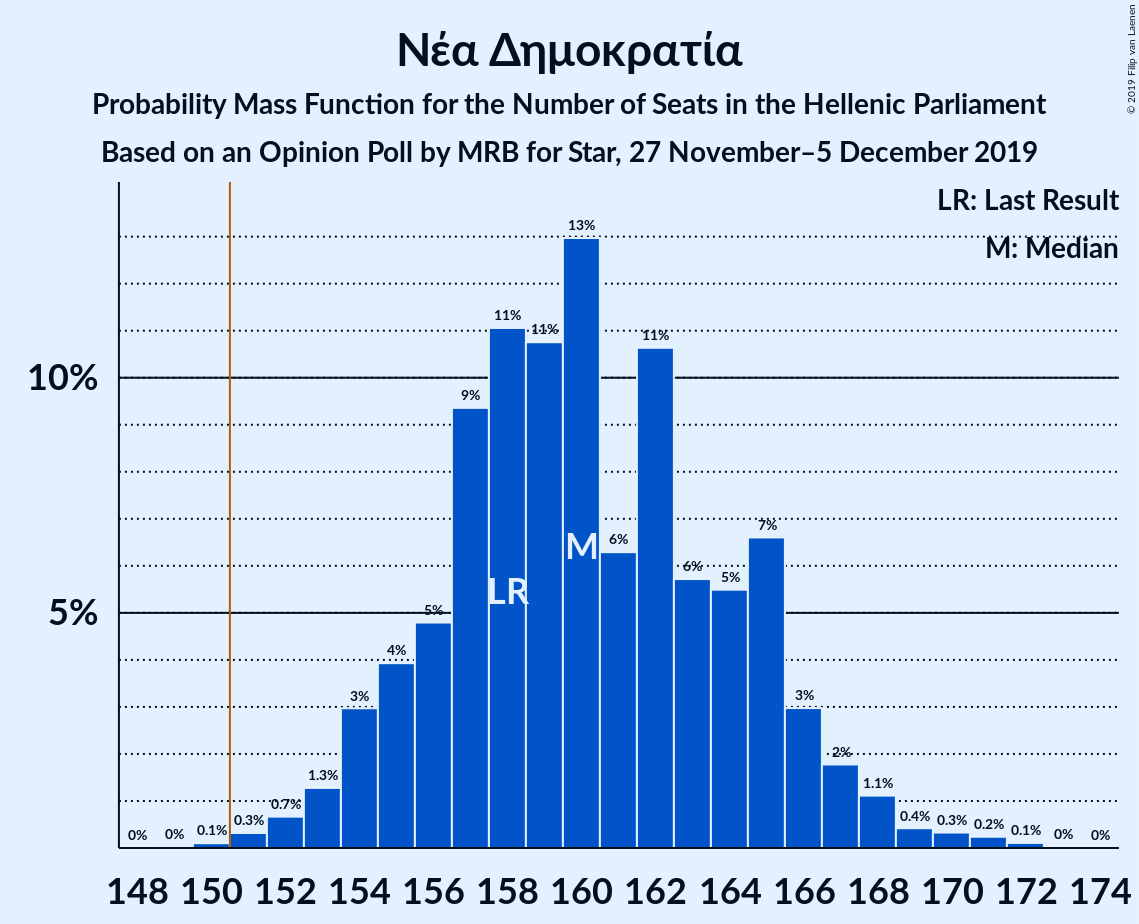 © 2019 Filip van Laenen
Νέα Δημοκρατία
Probability Mass Function for the Number of Seats in the Hellenic Parliament
Based on an Opinion Poll by MRB for Star, 27 November–5 December 2019
LR: Last Result
M: Median
10%
5%
0% 0% 0.1% 0.3% 0.7% 1.3% 3% 4% 5% 9% 11% 11% 13% 6% 11% 6% 5% 7% 3% 2% 1.1% 0.4% 0.3% 0.2% 0.1% 0% 0%
LR
M
148 150 152 154 156 158 160 162 164 166 168 170 172 174